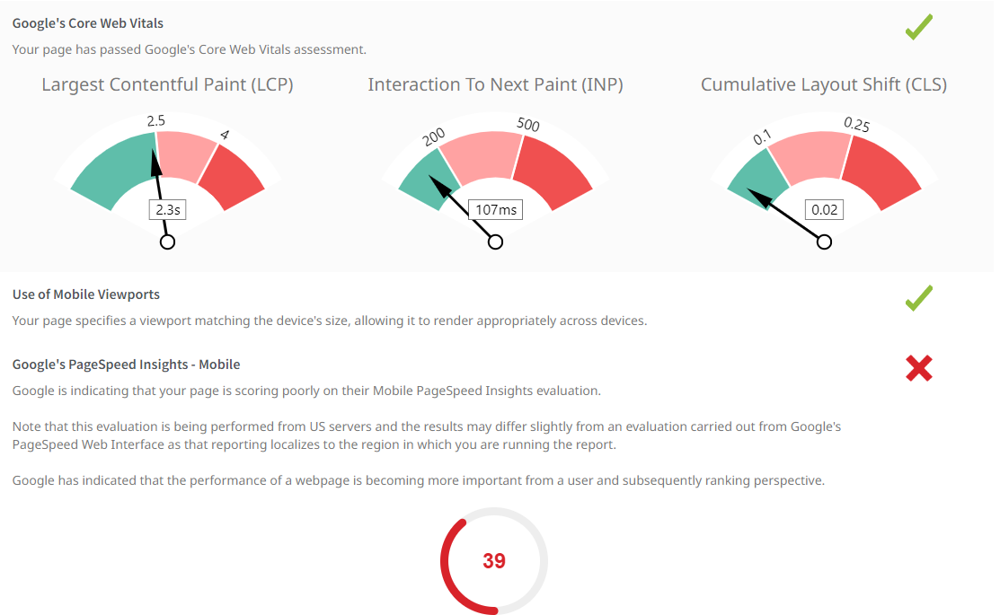 Google's Core Web Vitals
Your page has passed Google's Core Web Vitals assessment.
Largest Contentful Paint (LCP)
2.5
4
2.3s
Interaction To Next Paint (INP)
200
500
107ms
Cumulative Layout Shift (CLS)
0.1
0.25
0.02
Use of Mobile Viewports
Your page specifies a viewport matching the device's size, allowing it to render appropriately across devices.
Google's PageSpeed Insights - Mobile
Google is indicating that your page is scoring poorly on their Mobile PageSpeed Insights evaluation.
Note that this evaluation is being performed from US servers and the results may differ slightly from an evaluation carried out from Google's
PageSpeed Web Interface as that reporting localizes to the region in which you are running the report.
Google has indicated that the performance of a webpage is becoming more important from a user and subsequently ranking perspective.
39